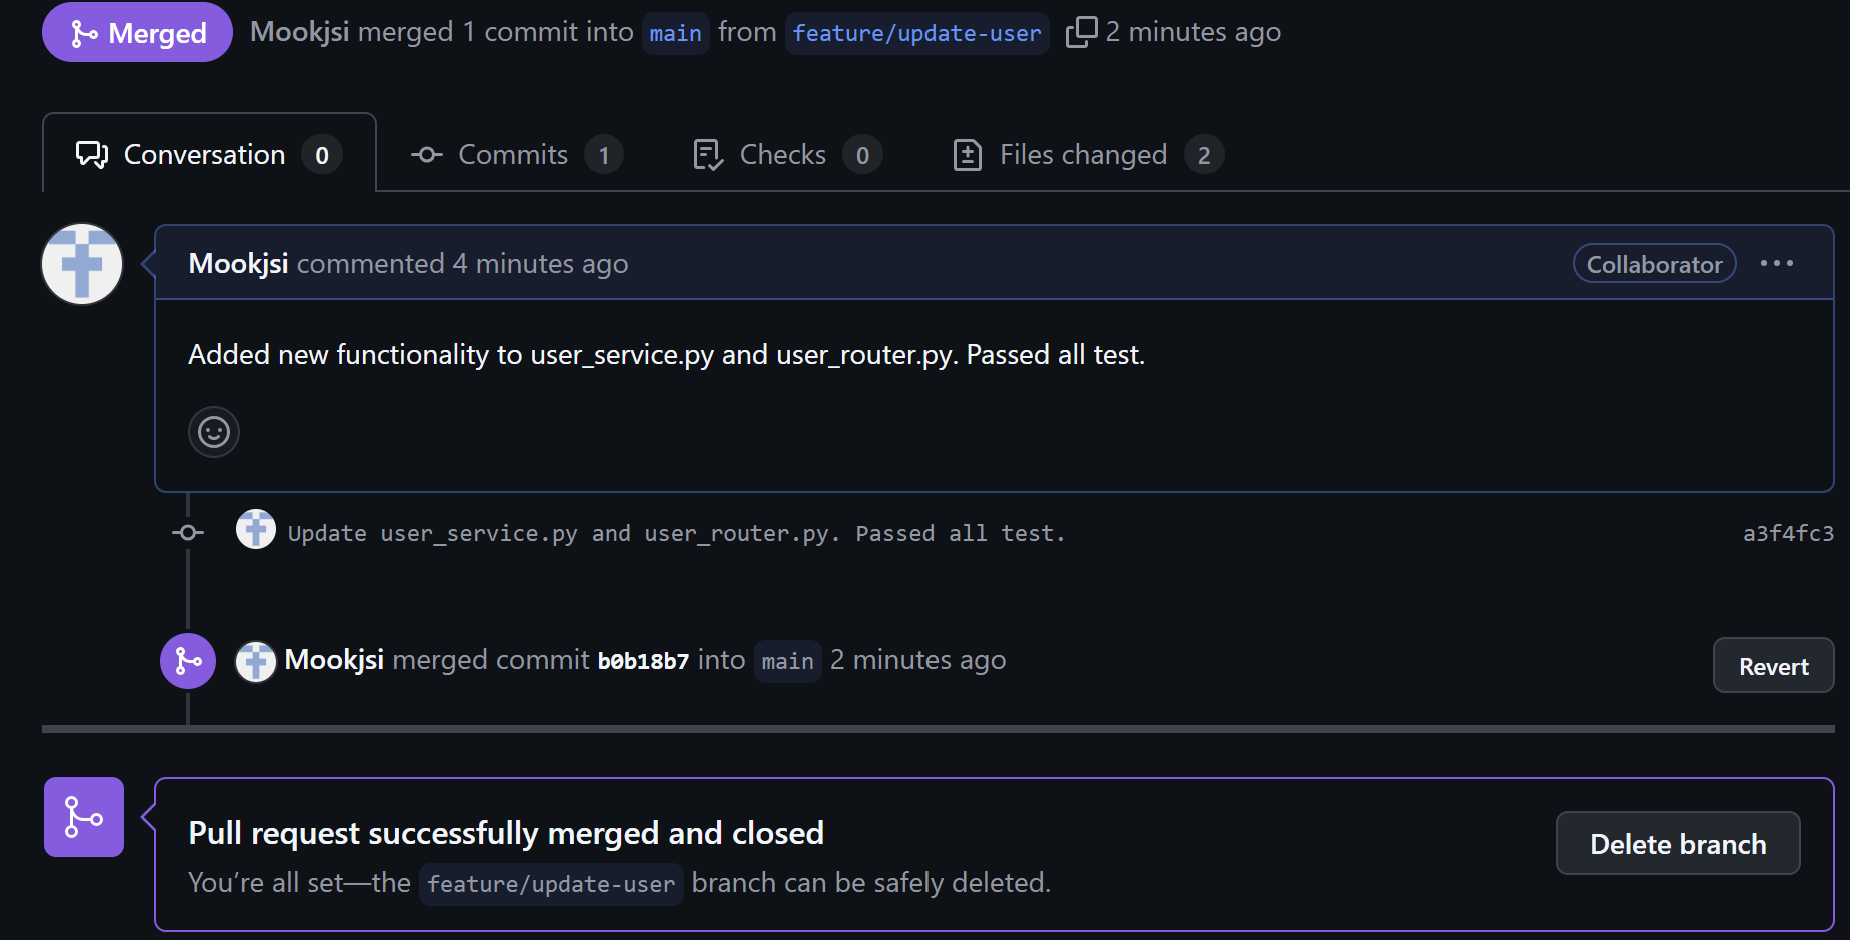 Merged Mookjsi merged 1 commit into main from feature/update-user 2 minutes ago
Conversation 0 Commits 1 Checks 0 Files changed 2
Mookjsi commented 4 minutes ago Collaborator
Added new functionality to user_service.py and user_router.py. Passed all test.
Update user_service.py and user_router.py. Passed all test. a3f4fc3
Mookjsi merged commit b0b18b7 into main 2 minutes ago Revert
Pull request successfully merged and closed
Delete branch
You’re all set—the feature/update-user branch can be safely deleted.